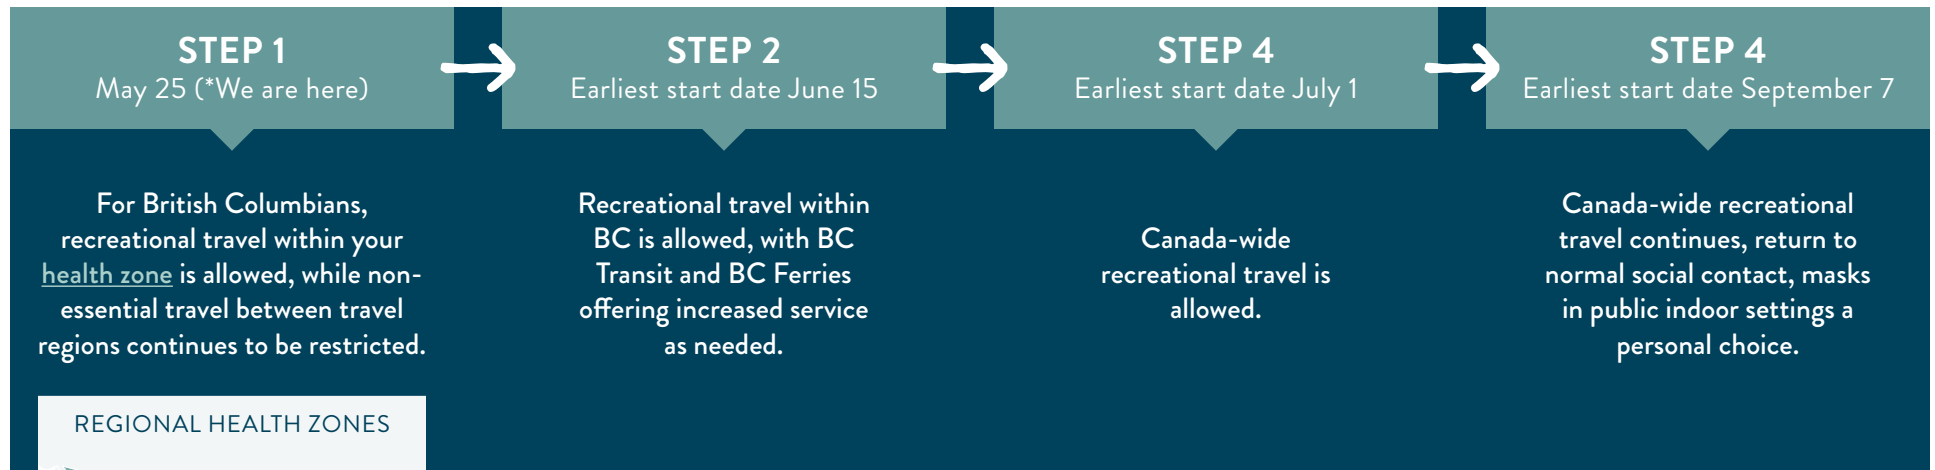 STEP 1
May 25 (*We are here)
For British Columbians,
recreational travel within your
health zone is allowed, while non-
essential travel between travel
regions continues to be restricted.
REGIONAL HEALTH ZONES
STEP 2
Earliest start date June 15
Recreational travel within
BC is allowed, with BC
Transit and BC Ferries
offering increased service
as needed.
STEP 4
Earliest start date July 1
Canada-wide
recreational travel is
allowed.
STEP 4
Earliest start date September 7
Canada-wide recreational
travel continues, return to
normal social contact, masks
in public indoor settings a
personal choice.